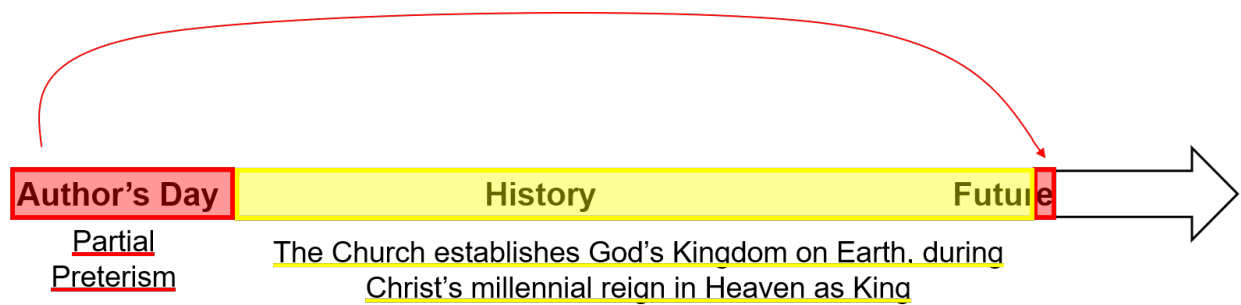 Author’s Day History Future
Partial
Preterism
The Church establishes God’s Kingdom on Earth, during
Christ’s millennial reign in Heaven as King